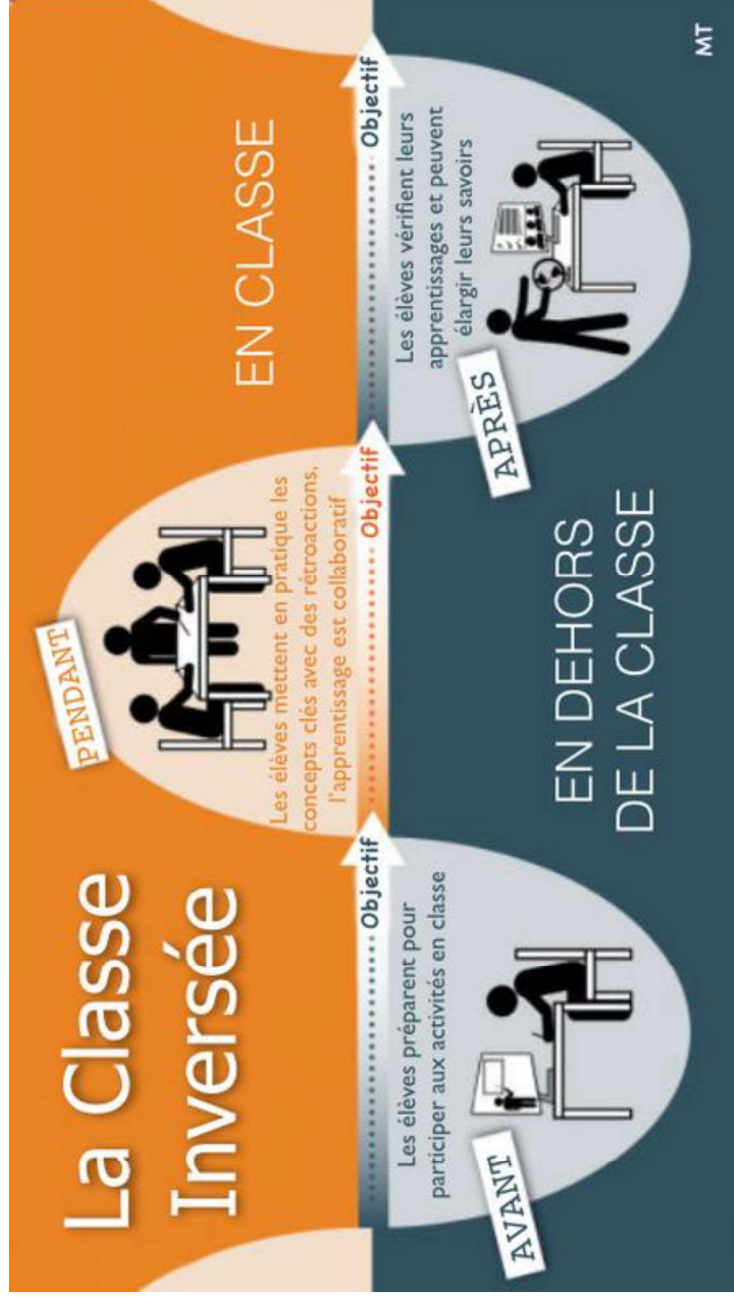 La Classe
Inversée
PENDANT
EN CLASSE
Les élèves mettent en pratique les
concepts clés avec des rétroactions,
l'apprentissage est collaboratif
Objectif
Objectif
Objectif
Les élèves préparent pour
participer aux activités en classe
AVANT
EN DEHORS
DE LA CLASSE
Les élèves vérifient leurs
apprentissages et peuvent
élargir leurs savoirs
APRÈS
MT